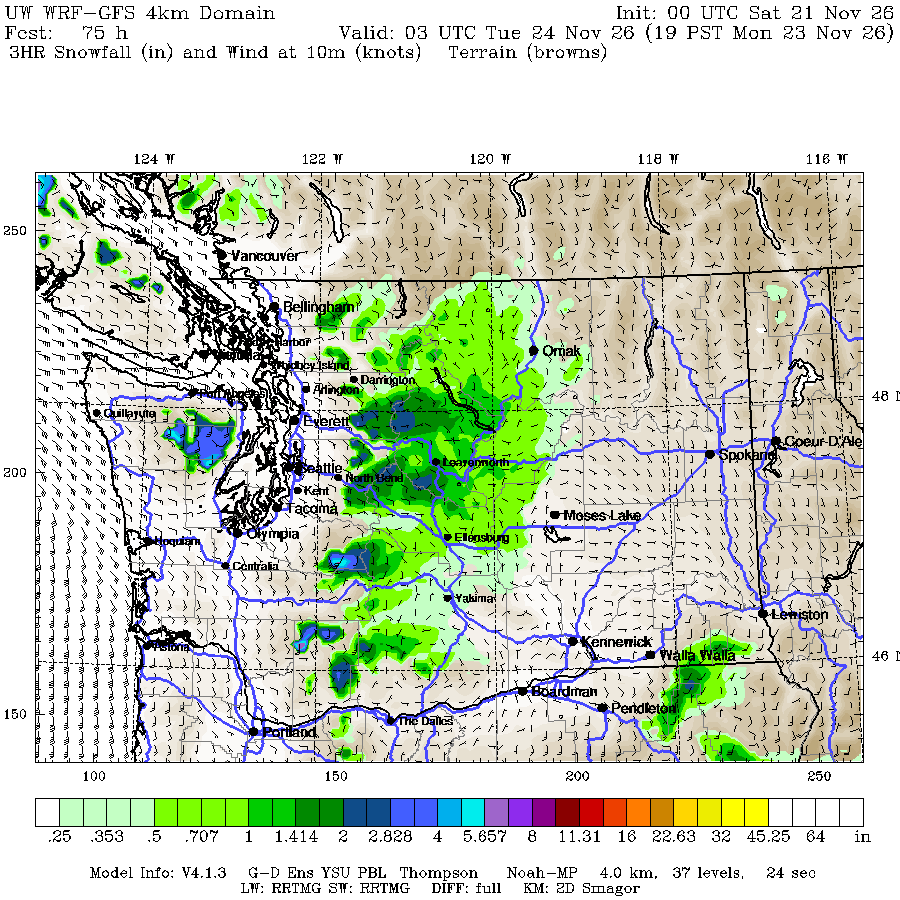 UW WRF-GFS 4km Domain Init: 00 UTC Sat 21 Nov 26
Fcst: 75 h Valid: 03 UTC Tue 24 Nov 26 (19 PST Mon 23 Nov 26)
3HR Snowfall (in) and Wind at 10m (knots) Terrain (browns)
124 W 122 W 120 W 118 W 116 W
250
Vancouver
Bellingham
Omak
Whidbey Island
Darrington
Arlington
48 N
Quillayute
Everett
Coeur-D'Ale
Spokane
Leavenworth
200
Seattle
North Bend
Kent
Tacoma
Moses Lake
Olympia
Hoquiam
Ellensburg
Centralia
Yakima
Lewiston
Astoria
Kennewick
Walla Walla
46 N
Boardman
Pendleton
150
The Dalles
Portland
100 150 200 250
.25 .353 .5 .707 1 1.414 2 2.828 4 5.657 8 11.31 16 22.63 32 45.25 64 in
Model Info: V4.1.3 G-D Ens YSU PBL Thompson Noah-MP 4.0 km, 37 levels, 24 sec
LW: RRTMG SW: RRTMG DIFF: full KM: 2D Smagor